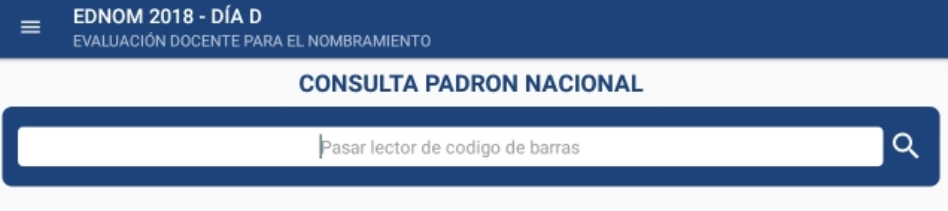 EDNOM 2018 - DÍA D
EVALUACIÓN DOCENTE PARA EL NOMBRAMIENTO
CONSULTA PADRON NACIONAL
Pasar lector de codigo de barras